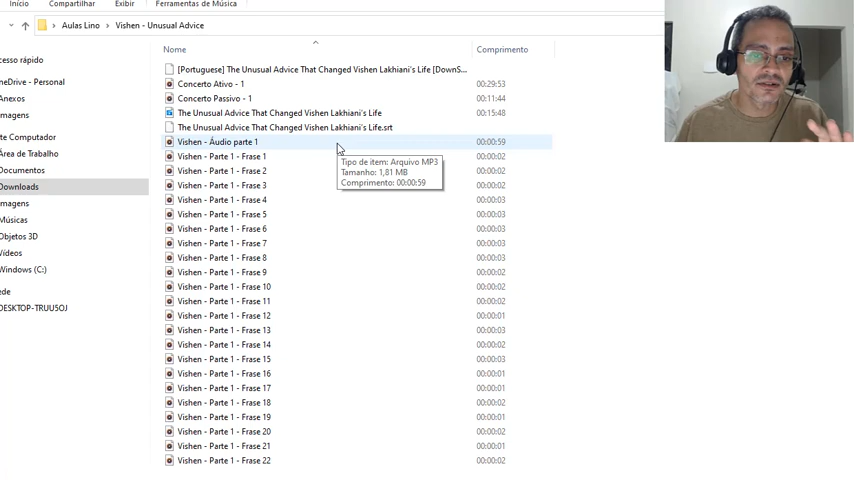 Início Compartilhar Exibir Ferramentas de Música
Aulas Lino > Vishen - Unusual Advice
Nome Comprimento
cesso rápido
neDrive - Personal
Anexos
magens
te Computador
Área de Trabalho
Documentos
Downloads
magens
Músicas
Objetos 3D
Vídeos
Windows (C:)
ede
DESKTOP-TRUU5OJ
[Portuguese] The Unusual Advice That Changed Vishen Lakhiani's Life [DownS...
Concerto Ativo - 1 00:29:53
Concerto Passivo - 1 00:11:44
The Unusual Advice That Changed Vishen Lakhiani's Life 00:15:48
The Unusual Advice That Changed Vishen Lakhiani's Life.srt
Vishen - Áudio parte 1 00:00:59
Vishen - Parte 1 - Frase 1 00:00:02
Vishen - Parte 1 - Frase 2 00:00:02
Vishen - Parte 1 - Frase 3 00:00:02
Vishen - Parte 1 - Frase 4 00:00:03
Vishen - Parte 1 - Frase 5 00:00:03
Vishen - Parte 1 - Frase 6 00:00:03
Vishen - Parte 1 - Frase 7 00:00:03
Vishen - Parte 1 - Frase 8 00:00:03
Vishen - Parte 1 - Frase 9 00:00:02
Vishen - Parte 1 - Frase 10 00:00:02
Vishen - Parte 1 - Frase 11 00:00:02
Vishen - Parte 1 - Frase 12 00:00:01
Vishen - Parte 1 - Frase 13 00:00:03
Vishen - Parte 1 - Frase 14 00:00:02
Vishen - Parte 1 - Frase 15 00:00:03
Vishen - Parte 1 - Frase 16 00:00:01
Vishen - Parte 1 - Frase 17 00:00:01
Vishen - Parte 1 - Frase 18 00:00:02
Vishen - Parte 1 - Frase 19 00:00:01
Vishen - Parte 1 - Frase 20 00:00:02
Vishen - Parte 1 - Frase 21 00:00:01
Vishen - Parte 1 - Frase 22 00:00:02
Tipo de item: Arquivo MP3
Tamanho: 1,81 MB
Comprimento: 00:00:59